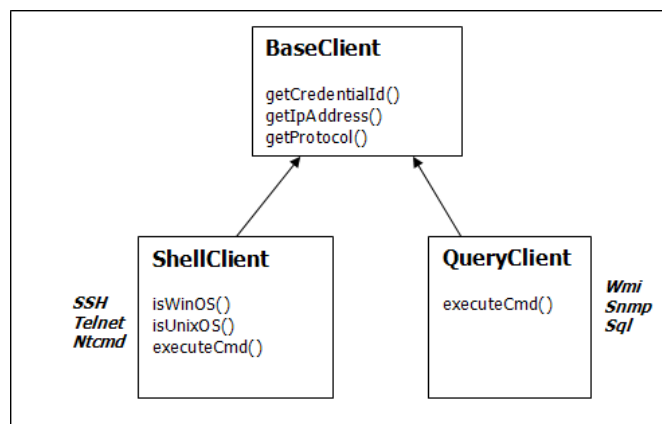 BaseClient
getCredentialId()
getIpAddress()
getProtocol()
ShellClient
isWinOS()
isUnixOS()
executeCmd()
SSH
Telnet
Ntcmd
QueryClient
executeCmd()
Wmi
Snmp
Sql